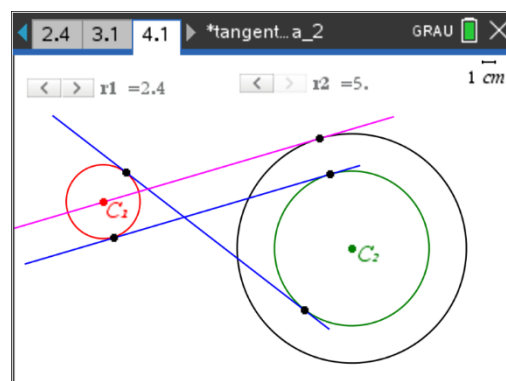 2.4 3.1 4.1 *tangent...a_2 GRAU
r1 =2.4 r2 =5. 1 cm
C1
C2